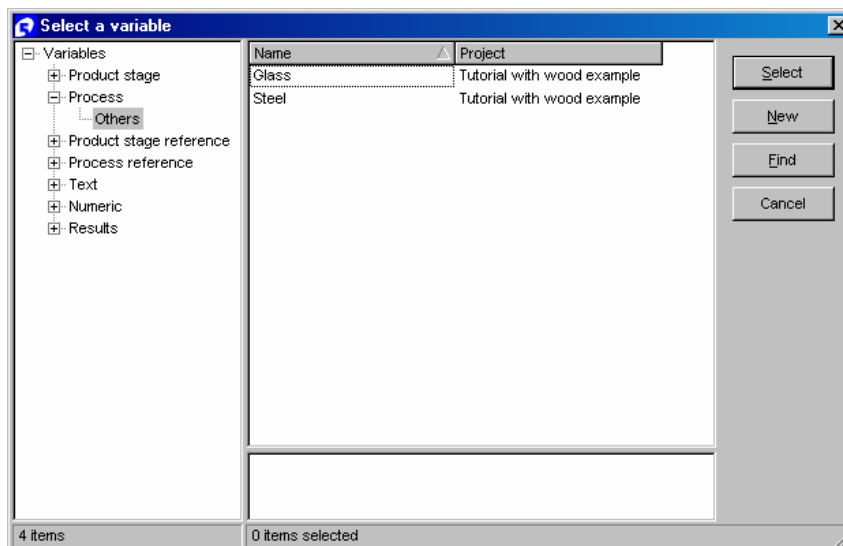 Select a variable
Variables
Product stage
Process
Others
Product stage reference
Process reference
Text
Numeric
Results
Name Project
Glass Tutorial with wood example
Steel Tutorial with wood example
Select
New
Find
Cancel
4 items 0 items selected